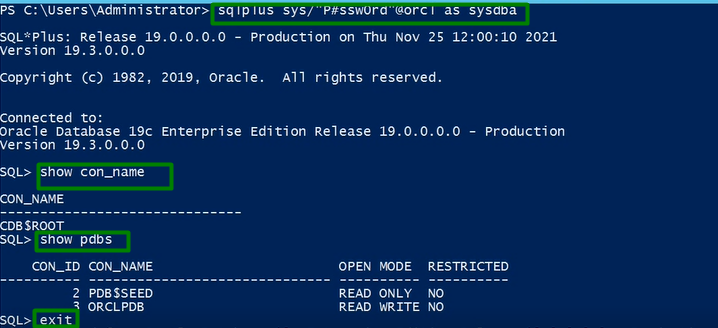 PS C:\Users\Administrator> sqlplus sys/"P#ssw0rd"@orcl as sysdba
SQL*Plus: Release 19.0.0.0.0 - Production on Thu Nov 25 12:00:10 2021
Version 19.3.0.0.0
Copyright (c) 1982, 2019, Oracle.  All rights reserved.
Connected to:
Oracle Database 19c Enterprise Edition Release 19.0.0.0.0 - Production
Version 19.3.0.0.0
SQL> show con_name
CON_NAME
------------------------------
CDB$ROOT
SQL> show pdbs
    CON_ID CON_NAME                       OPEN MODE  RESTRICTED
---------- ------------------------------ ---------- ----------
         2 PDB$SEED                       READ ONLY  NO
         3 ORCLPDB                        READ WRITE NO
SQL> exit